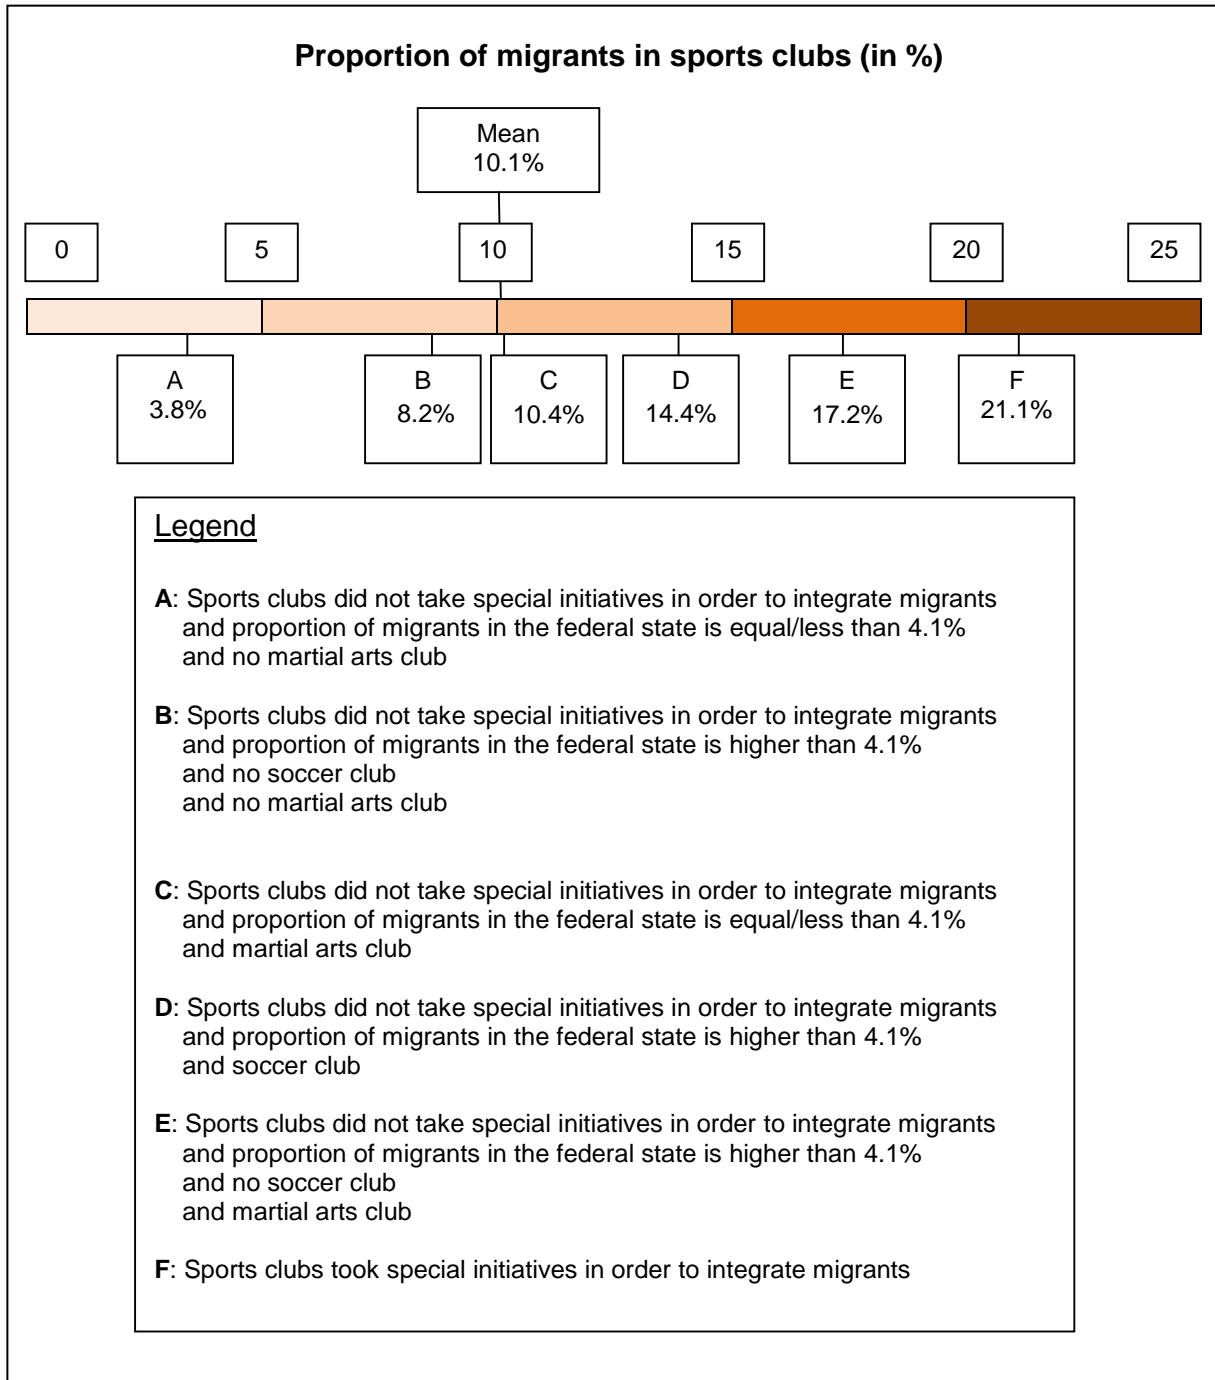 Proportion of migrants in sports clubs (in %)
Mean
10.1%
0
5
10
15
20
25
A
3.8%
B
8.2%
C
10.4%
D
14.4%
E
17.2%
F
21.1%
Legend
A: Sports clubs did not take special initiatives in order to integrate migrants
and proportion of migrants in the federal state is equal/less than 4.1%
and no martial arts club
B: Sports clubs did not take special initiatives in order to integrate migrants
and proportion of migrants in the federal state is higher than 4.1%
and no soccer club
and no martial arts club
C: Sports clubs did not take special initiatives in order to integrate migrants
and proportion of migrants in the federal state is equal/less than 4.1%
and martial arts club
D: Sports clubs did not take special initiatives in order to integrate migrants
and proportion of migrants in the federal state is higher than 4.1%
and soccer club
E: Sports clubs did not take special initiatives in order to integrate migrants
and proportion of migrants in the federal state is higher than 4.1%
and no soccer club
and martial arts club
F: Sports clubs took special initiatives in order to integrate migrants